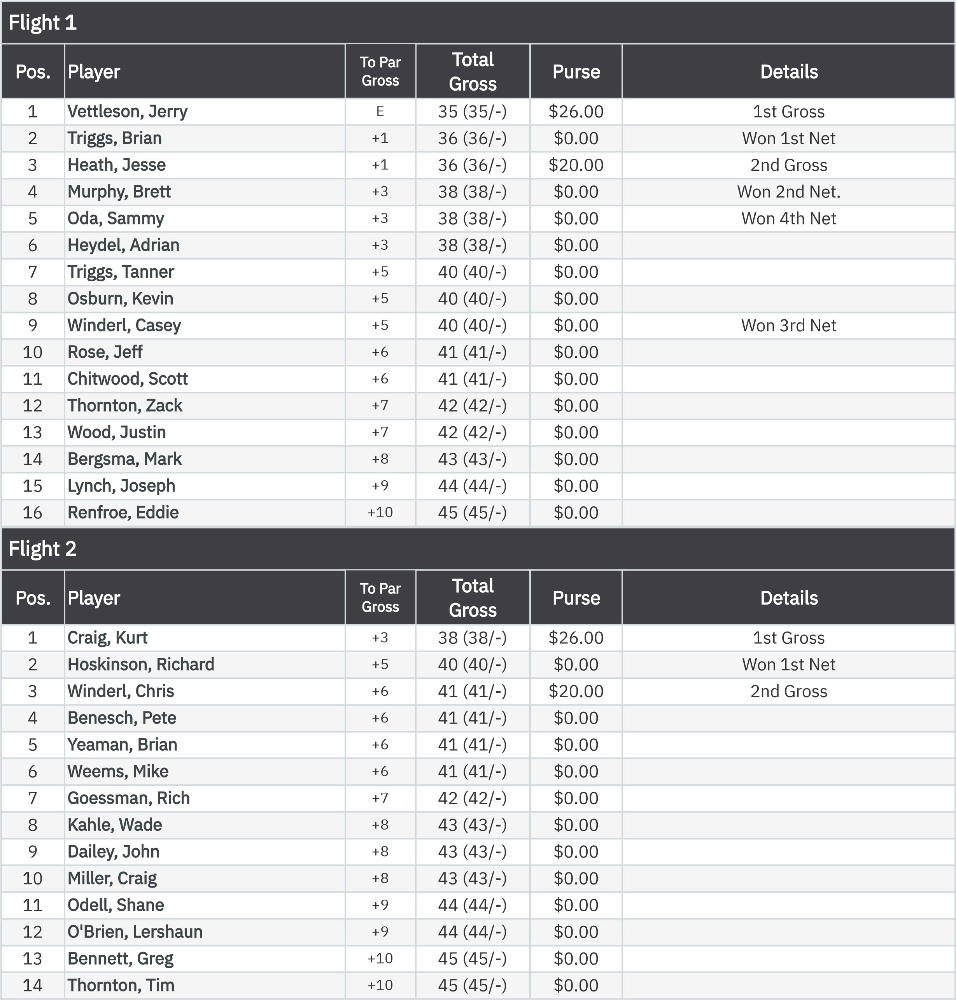 Flight 1
Pos. Player To Par Gross Total Gross Purse Details
1 Vettleson, Jerry E 35 (35/-) $26.00 1st Gross
2 Triggs, Brian +1 36 (36/-) $0.00 Won 1st Net
3 Heath, Jesse +1 36 (36/-) $20.00 2nd Gross
4 Murphy, Brett +3 38 (38/-) $0.00 Won 2nd Net.
5 Oda, Sammy +3 38 (38/-) $0.00 Won 4th Net
6 Heydel, Adrian +3 38 (38/-) $0.00
7 Triggs, Tanner +5 40 (40/-) $0.00
8 Osburn, Kevin +5 40 (40/-) $0.00
9 Winderl, Casey +5 40 (40/-) $0.00 Won 3rd Net
10 Rose, Jeff +6 41 (41/-) $0.00
11 Chitwood, Scott +6 41 (41/-) $0.00
12 Thornton, Zack +7 42 (42/-) $0.00
13 Wood, Justin +7 42 (42/-) $0.00
14 Bergsma, Mark +8 43 (43/-) $0.00
15 Lynch, Joseph +9 44 (44/-) $0.00
16 Renfroe, Eddie +10 45 (45/-) $0.00
Flight 2
Pos. Player To Par Gross Total Gross Purse Details
1 Craig, Kurt +3 38 (38/-) $26.00 1st Gross
2 Hoskinson, Richard +5 40 (40/-) $0.00 Won 1st Net
3 Winderl, Chris +6 41 (41/-) $20.00 2nd Gross
4 Benesch, Pete +6 41 (41/-) $0.00
5 Yeaman, Brian +6 41 (41/-) $0.00
6 Weems, Mike +6 41 (41/-) $0.00
7 Goessman, Rich +7 42 (42/-) $0.00
8 Kahle, Wade +8 43 (43/-) $0.00
9 Dailey, John +8 43 (43/-) $0.00
10 Miller, Craig +8 43 (43/-) $0.00
11 Odell, Shane +9 44 (44/-) $0.00
12 O'Brien, Lershaun +9 44 (44/-) $0.00
13 Bennett, Greg +10 45 (45/-) $0.00
14 Thornton, Tim +10 45 (45/-) $0.00